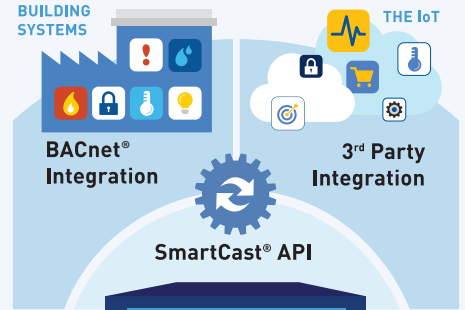 BUILDING
SYSTEMS
THE IoT
BACnet®
Integration
3rd Party
Integration
SmartCast® API